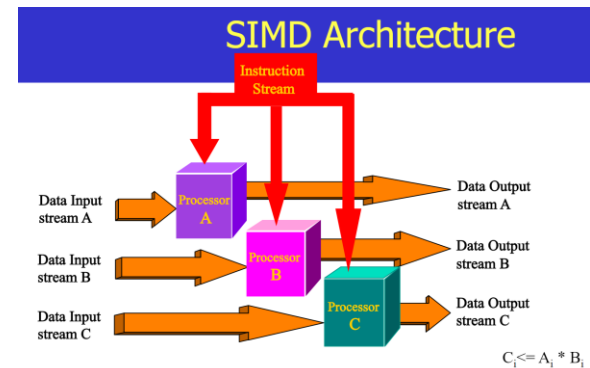 SIMD Architecture
Instruction
Stream
Data Input
stream A
Processor
A
Data Output
stream A
Data Input
stream B
Processor
B
Data Output
stream B
Data Input
stream C
Processor
C
Data Output
stream C
Cᵢ<= Aᵢ * Bᵢ